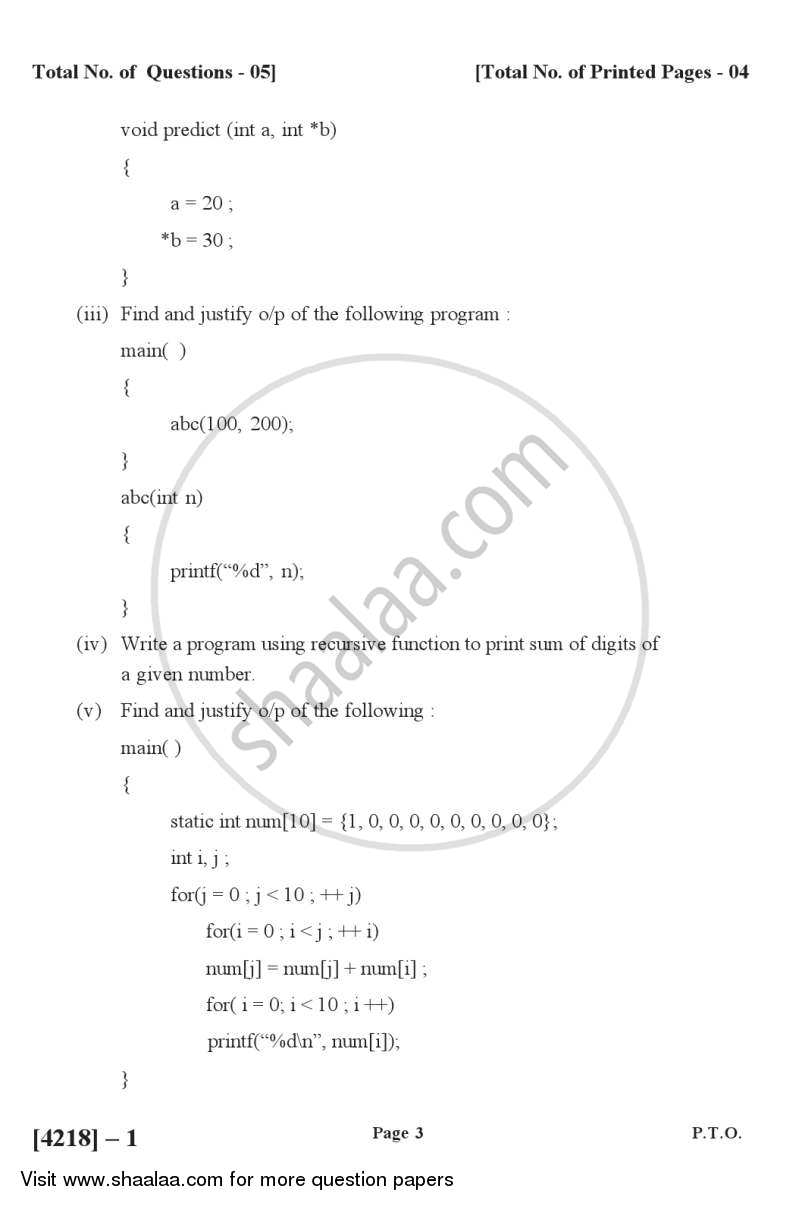 Total No. of Questions - 05] [Total No. of Printed Pages - 04
void predict (int a, int *b)
{
a = 20 ;
*b = 30 ;
}
(iii) Find and justify o/p of the following program :
main( )
{
abc(100, 200);
}
abc(int n)
{
printf(“%d”, n);
}
(iv) Write a program using recursive function to print sum of digits of
a given number.
(v) Find and justify o/p of the following :
main( )
{
static int num[10] = {1, 0, 0, 0, 0, 0, 0, 0, 0, 0};
int i, j ;
for(j = 0 ; j < 10 ; ++ j)
for(i = 0 ; i < j ; ++ i)
num[j] = num[j] + num[i] ;
for( i = 0; i < 10 ; i ++)
printf(“%d\n”, num[i]);
}
shaalaa.com
[4218] – 1 Page 3 P.T.O.
Visit www.shaalaa.com for more question papers